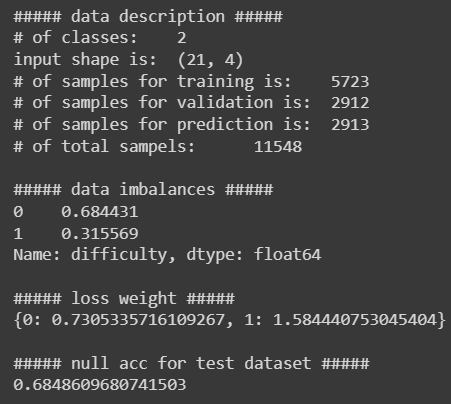 ##### data description #####
# of classes:    2
input shape is:  (21, 4)
# of samples for training is:    5723
# of samples for validation is:  2912
# of samples for prediction is:  2913
# of total sampels:      11548
##### data imbalances #####
0    0.684431
1    0.315569
Name: difficulty, dtype: float64
##### loss weight #####
{0: 0.7305335716109267, 1: 1.584440753045404}
##### null acc for test dataset #####
0.6848609680741503